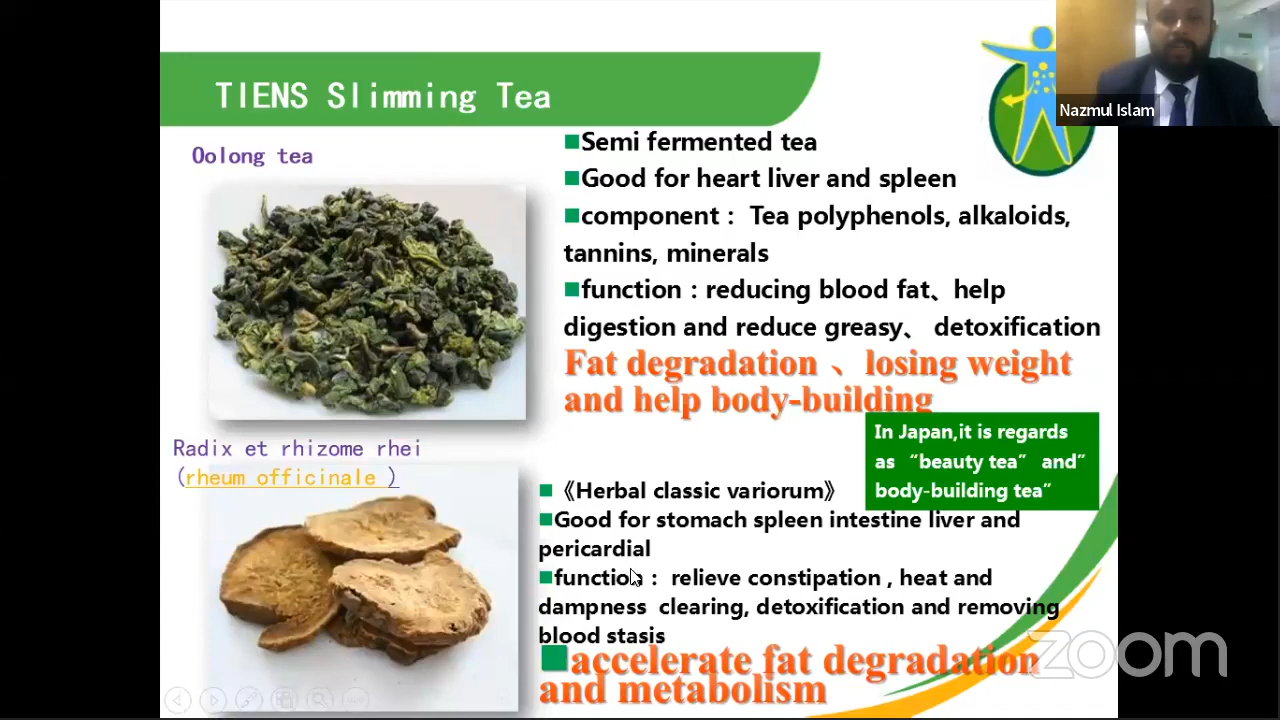 TIENS Slimming Tea
Nazmul Islam
Oolong tea
■Semi fermented tea
■Good for heart liver and spleen
■component： Tea polyphenols, alkaloids,
tannins, minerals
■function：reducing blood fat、help
digestion and reduce greasy、 detoxification
Fat degradation 、losing weight
and help body-building
In Japan,it is regards
as “beauty tea” and”
body-building tea”
Radix et rhizome rhei
(rheum officinale )
■《Herbal classic variorum》
■Good for stomach spleen intestine liver and
pericardial
■function： relieve constipation , heat and
dampness clearing, detoxification and removing
blood stasis
■accelerate fat degradation
and metabolism
zoom